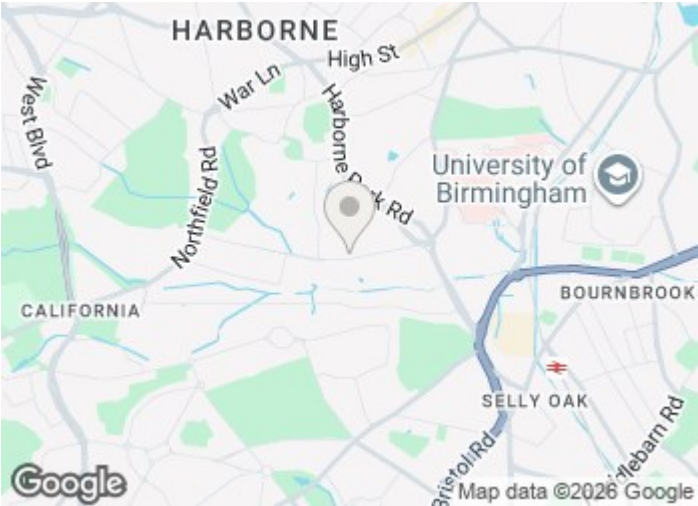 HARBORNE
High St
War Ln
West Blvd
Harborne Park Rd
University of
Birmingham
Northfield Rd
BOURNBROOK
CALIFORNIA
SELLY OAK
Bristol Rd
Google
Map data ©2026 Google